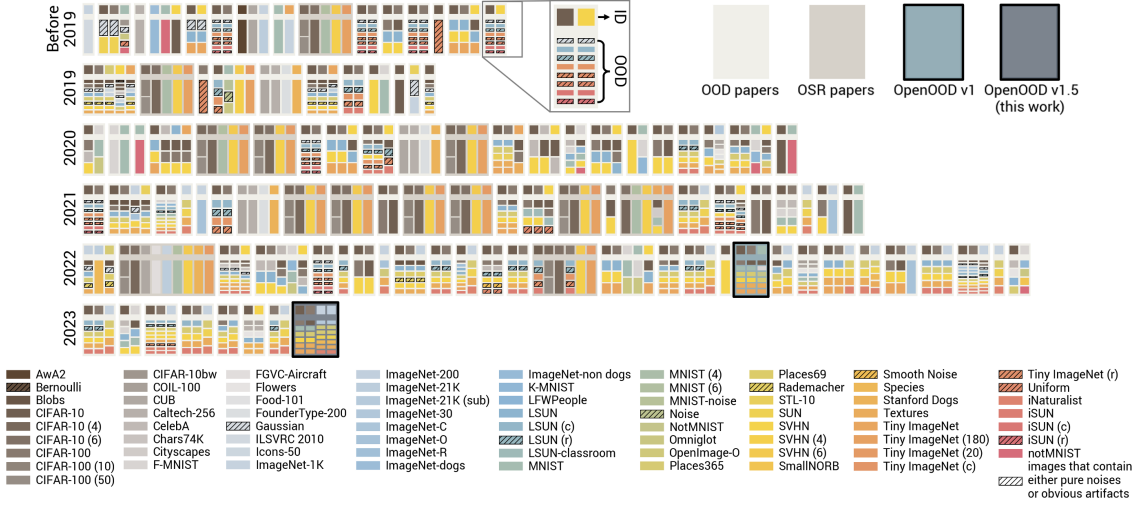 Before
2019
2019
2020
2021
2022
2023
ID
OOD
OOD papers
OSR papers
OpenOOD v1
OpenOOD v1.5
(this work)
AwA2
Bernoulli
Blobs
CIFAR-10
CIFAR-10 (4)
CIFAR-10 (6)
CIFAR-100
CIFAR-100 (10)
CIFAR-100 (50)
CIFAR-10bw
COIL-100
CUB
Caltech-256
CelebA
Chars74K
Cityscapes
F-MNIST
FGVC-Aircraft
Flowers
Food-101
FounderType-200
Gaussian
ILSVRC 2010
Icons-50
ImageNet-1K
ImageNet-200
ImageNet-21K
ImageNet-21K (sub)
ImageNet-30
ImageNet-C
ImageNet-O
ImageNet-R
ImageNet-dogs
ImageNet-non dogs
K-MNIST
LFWPeople
LSUN
LSUN (c)
LSUN (r)
LSUN-classroom
MNIST
MNIST (4)
MNIST (6)
MNIST-noise
Noise
NotMNIST
Omniglot
OpenImage-O
Places365
Places69
Rademacher
STL-10
SUN
SVHN
SVHN (4)
SVHN (6)
SmallNORB
Smooth Noise
Species
Stanford Dogs
Textures
Tiny ImageNet
Tiny ImageNet (180)
Tiny ImageNet (20)
Tiny ImageNet (c)
Tiny ImageNet (r)
Uniform
iNaturalist
iSUN
iSUN (c)
iSUN (r)
notMNIST
images that contain
either pure noises
or obvious artifacts